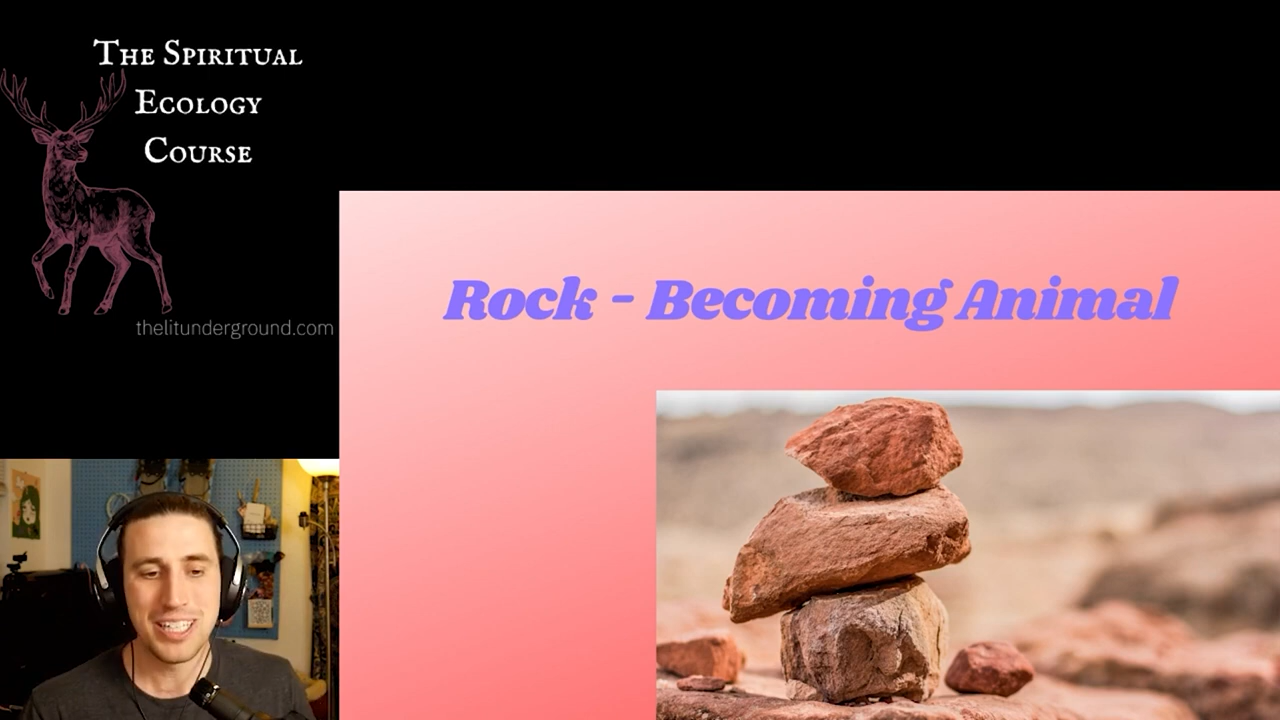 The Spiritual
Ecology
Course
thelitunderground.com
Rock - Becoming Animal